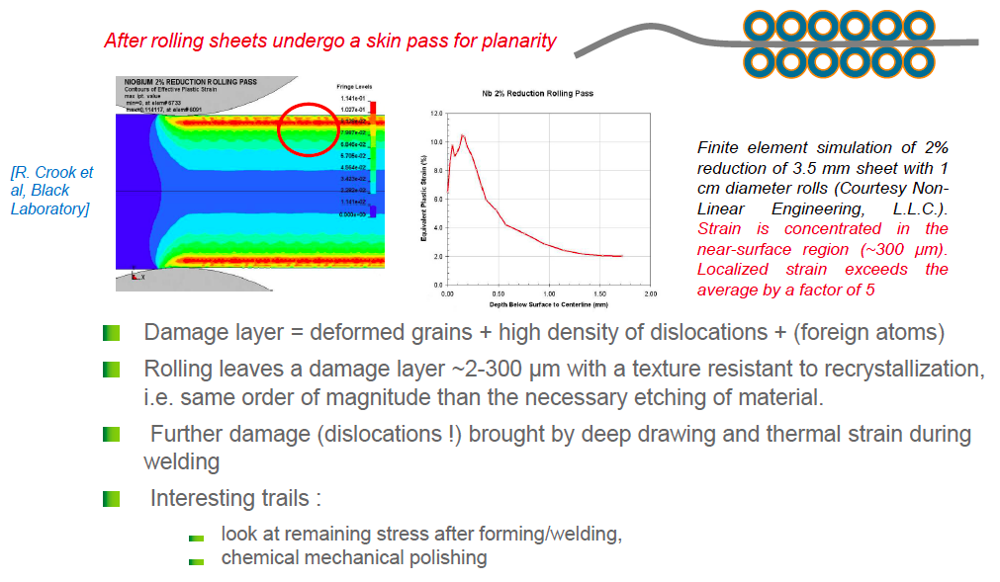 After rolling sheets undergo a skin pass for planarity
NIOBIUM 2% REDUCTION ROLLING PASS
Contours of Effective Plastic Strain
max ipt. value
min=0, at elem# 6733
max=0.114117, at elem# 6091
Fringe Levels
1.141e-01
1.027e-01
7.987e-02
6.845e-02
5.705e-02
4.564e-02
3.423e-02
2.282e-02
1.141e-02
0.000e+00
X
[R. Crook et
al, Black
Laboratory]
Nb 2% Reduction Rolling Pass
Equivalent Plastic Strain (%)
12.0
10.0
8.0
6.0
4.0
2.0
0.0
0.00 0.50 1.00 1.50 2.00
Depth Below Surface to Centerline (mm)
Finite element simulation of 2%
reduction of 3.5 mm sheet with 1
cm diameter rolls (Courtesy Non-
Linear Engineering, L.L.C.).
Strain is concentrated in the
near-surface region (~300 µm).
Localized strain exceeds the
average by a factor of 5
Damage layer = deformed grains + high density of dislocations + (foreign atoms)
Rolling leaves a damage layer ~2-300 µm with a texture resistant to recrystallization,
i.e. same order of magnitude than the necessary etching of material.
Further damage (dislocations !) brought by deep drawing and thermal strain during
welding
Interesting trails :
look at remaining stress after forming/welding,
chemical mechanical polishing